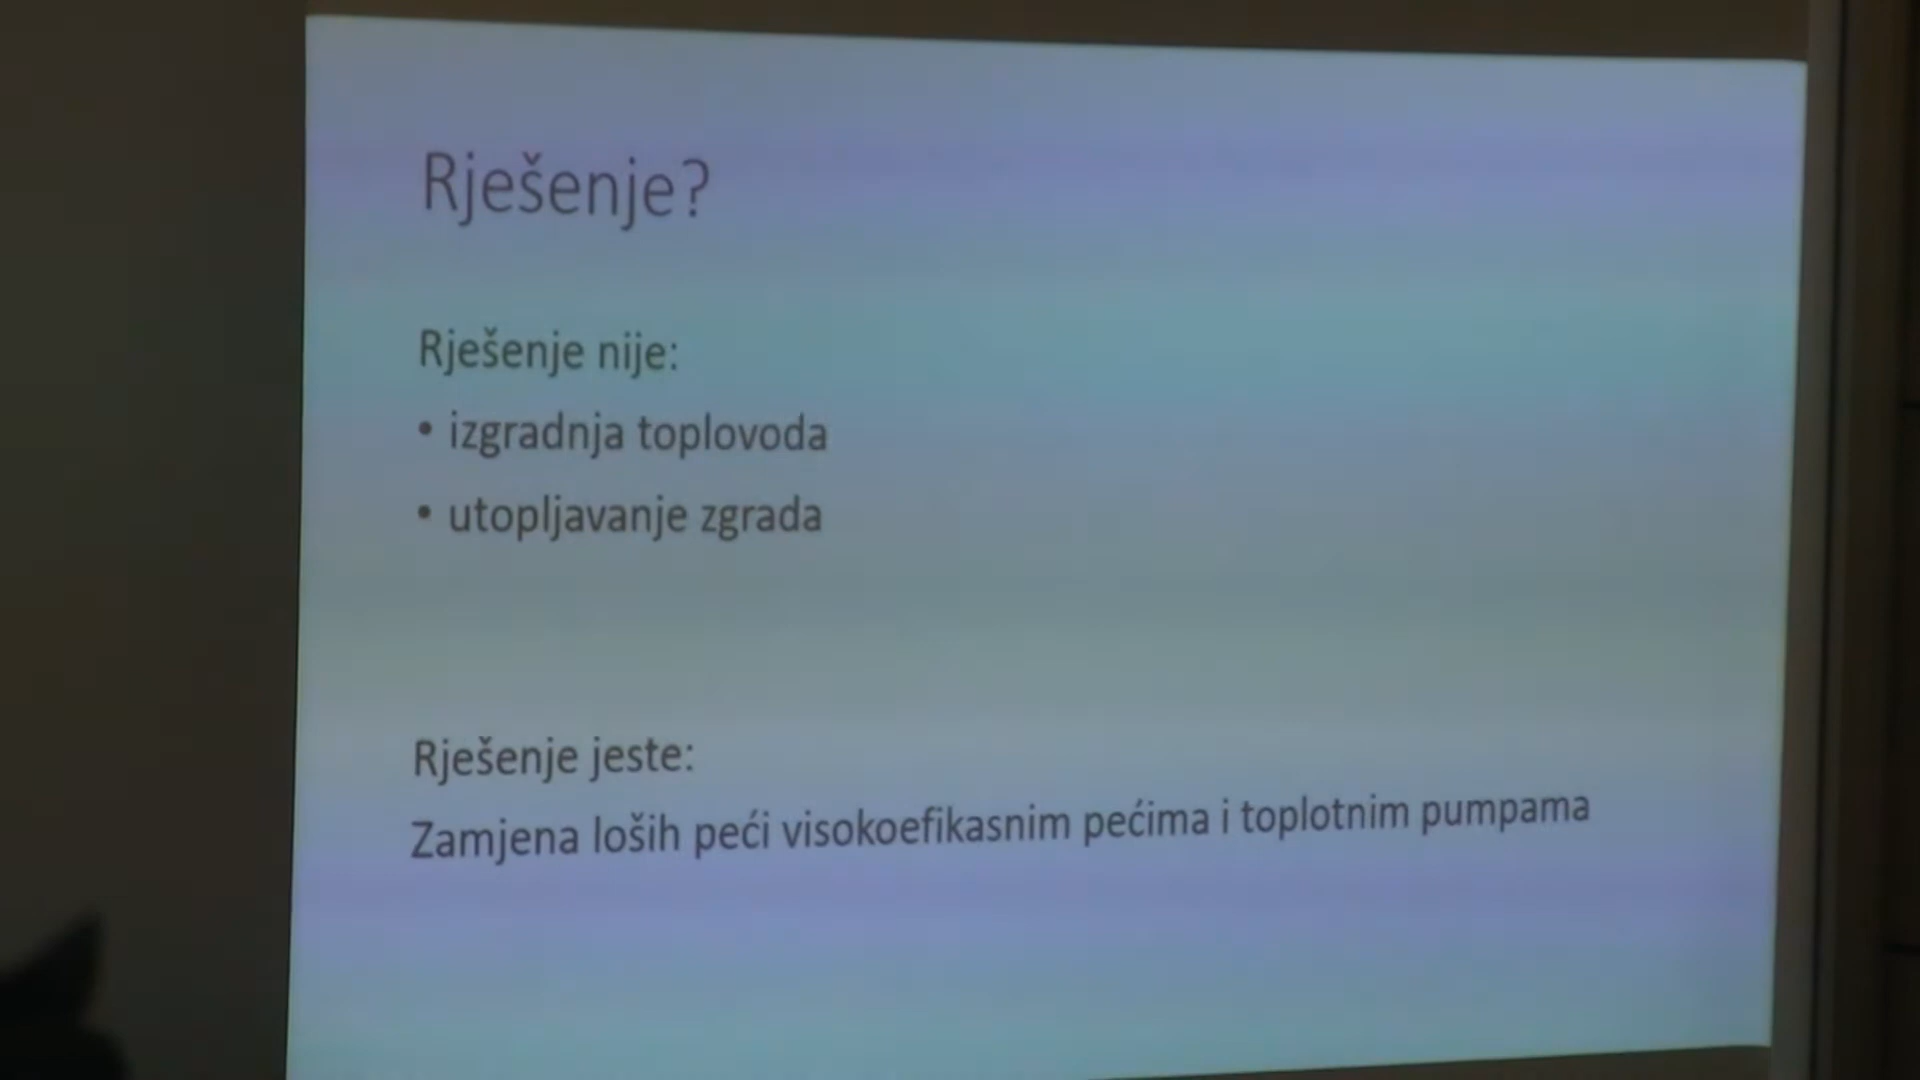 Rješenje?
Rješenje nije:
• izgradnja toplovoda
• utopljavanje zgrada
Rješenje jeste:
Zamjena loših peći visokoefikasnim pećima i toplotnim pumpama